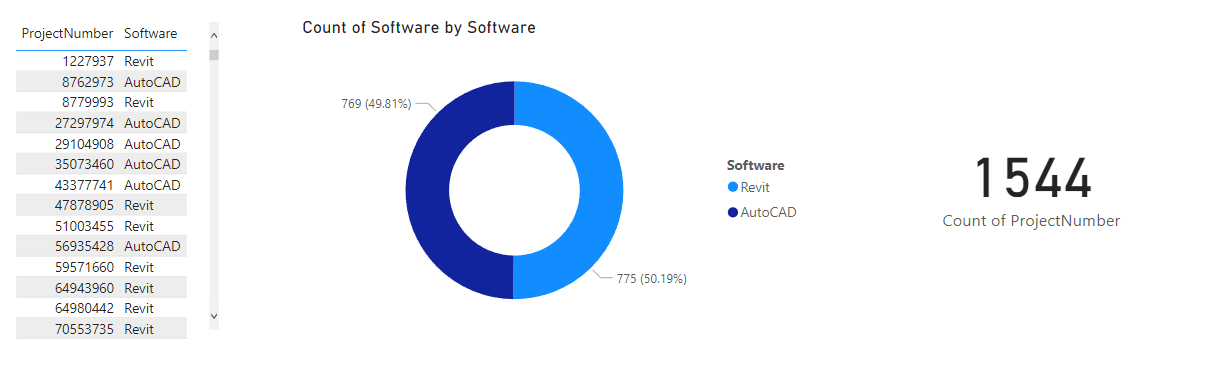 ProjectNumber Software
1227937 Revit
8762973 AutoCAD
8779993 Revit
27297974 AutoCAD
29104908 AutoCAD
35073460 AutoCAD
43377741 AutoCAD
47878905 Revit
51003455 Revit
56935428 AutoCAD
59571660 Revit
64943960 Revit
64980442 Revit
70553735 Revit
Count of Software by Software
769 (49.81%)
775 (50.19%)
Software
Revit
AutoCAD
1544
Count of ProjectNumber